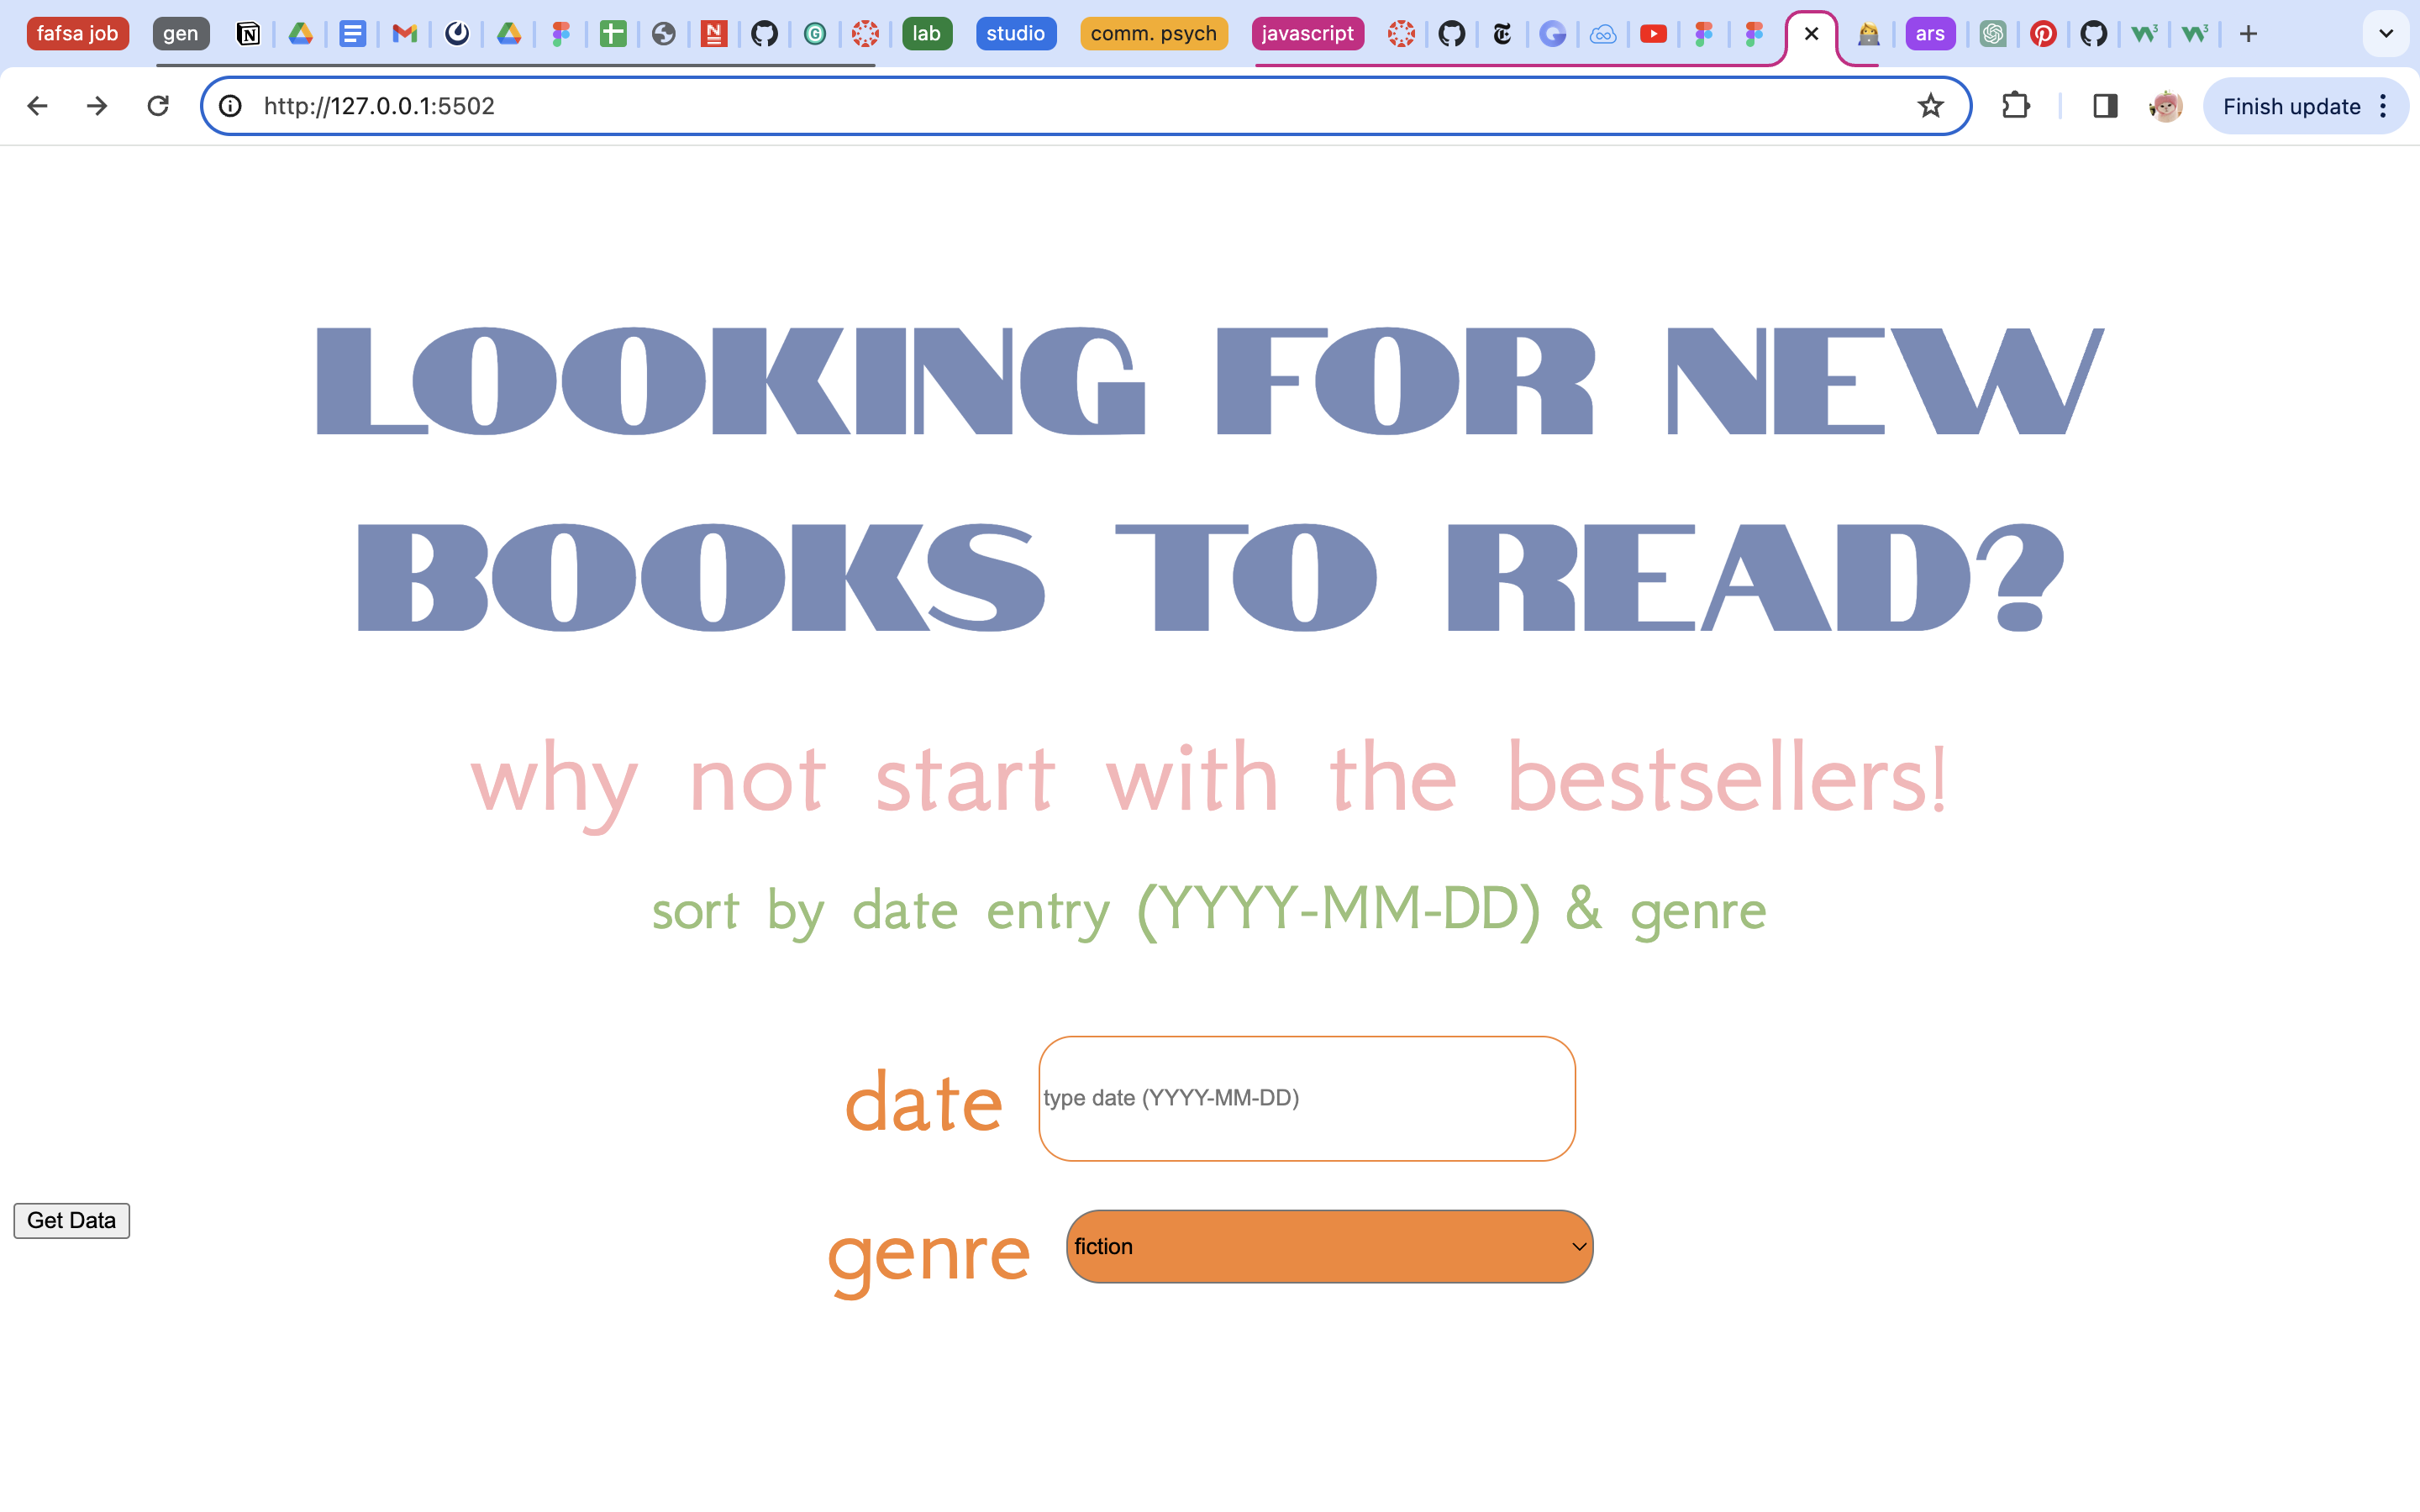 fafsa job gen lab studio comm. psych javascript ars
http://127.0.0.1:5502 Finish update
LOOKING FOR NEW
BOOKS TO READ?
why not start with the bestsellers!
sort by date entry (YYYY-MM-DD) & genre
date type date (YYYY-MM-DD)
Get Data
genre fiction